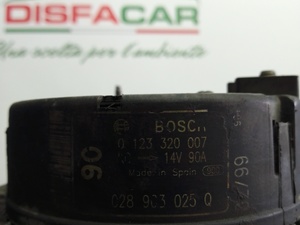 DISFACAR
Una scelta per l'ambiente
BOSCH
0 123 320 007
14V 90A
Made in Spain
90
028 903 025 0